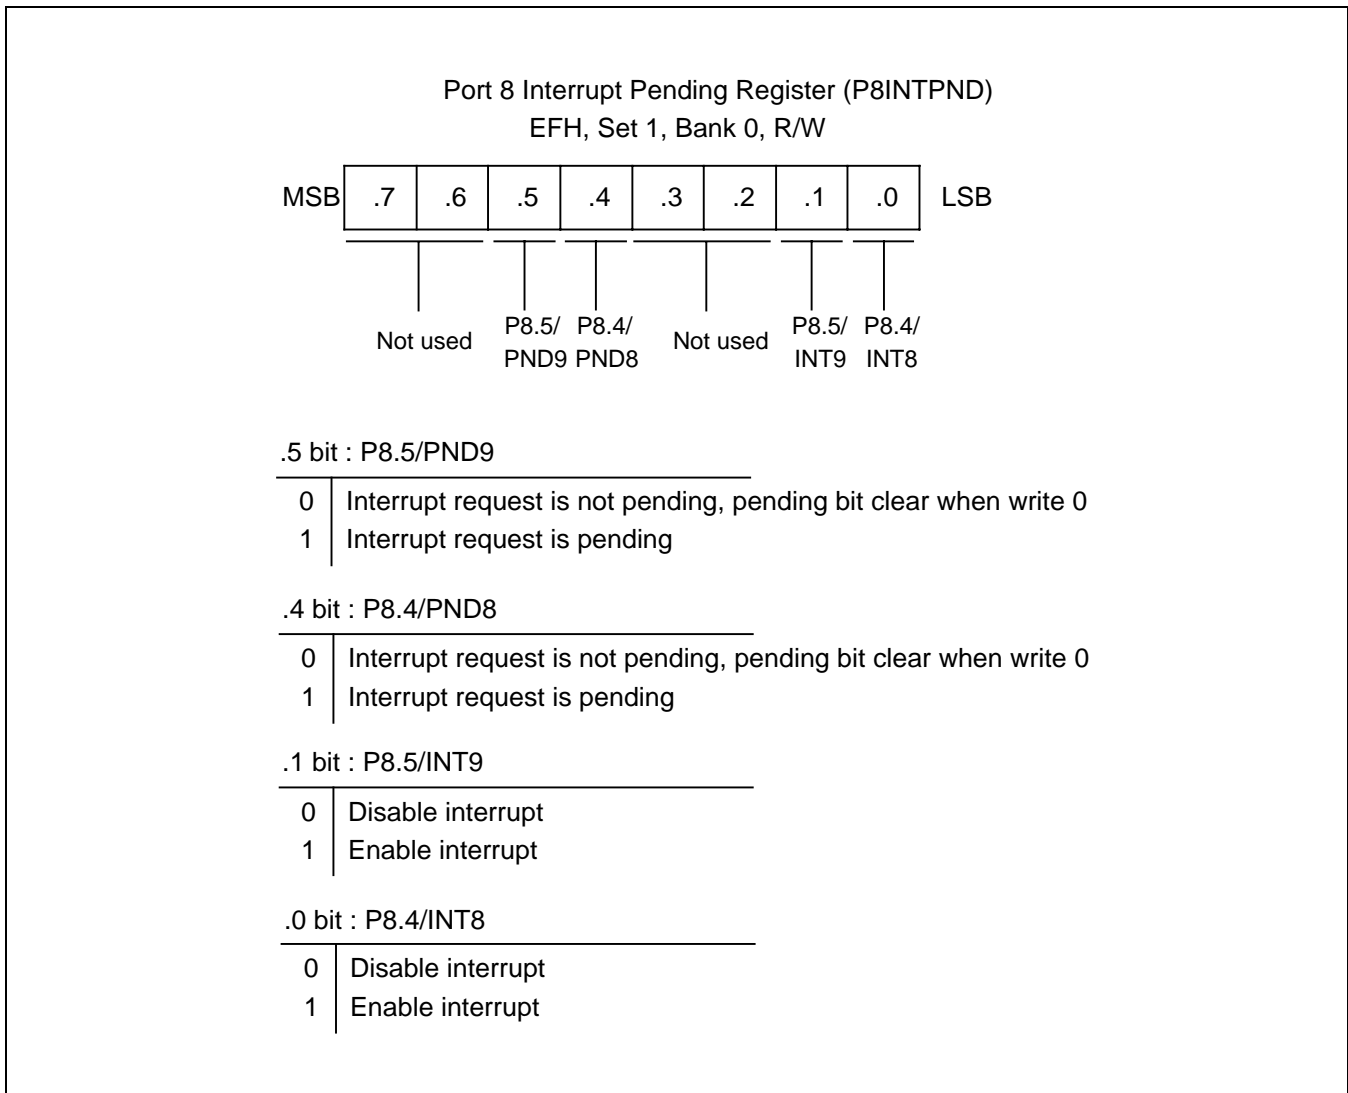 Port 8 Interrupt Pending Register (P8INTPND)
EFH, Set 1, Bank 0, R/W
MSB .7 .6 .5 .4 .3 .2 .1 .0 LSB
Not used P8.5/ PND9 P8.4/ PND8 Not used P8.5/ INT9 P8.4/ INT8
.5 bit : P8.5/PND9
0 Interrupt request is not pending, pending bit clear when write 0
1 Interrupt request is pending
.4 bit : P8.4/PND8
0 Interrupt request is not pending, pending bit clear when write 0
1 Interrupt request is pending
.1 bit : P8.5/INT9
0 Disable interrupt
1 Enable interrupt
.0 bit : P8.4/INT8
0 Disable interrupt
1 Enable interrupt